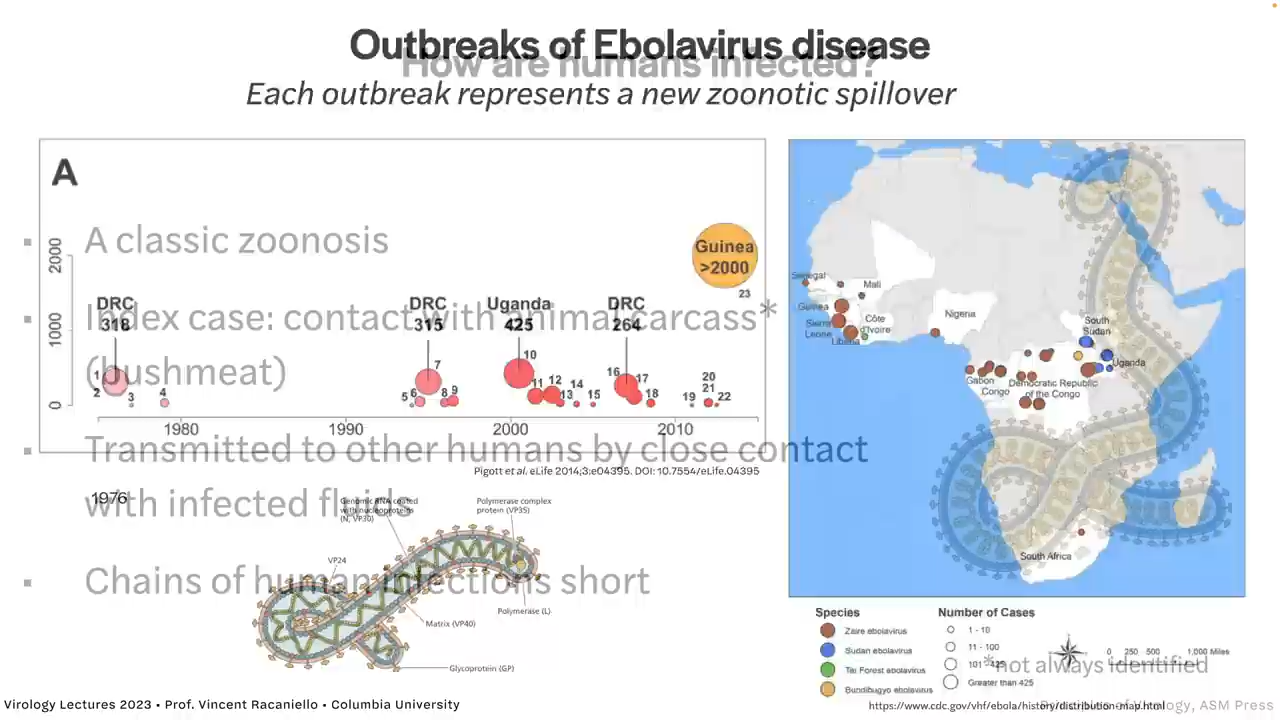 Outbreaks of Ebolavirus disease
How are humans infected?
Each outbreak represents a new zoonotic spillover
A
2000
1000
0
DRC
318
DRC
315
Uganda
425
DRC
264
Guinea
>2000
1
2
3
4
5
6
7
8
9
10
11
12
13
14
15
16
17
18
19
20
21
22
23
1980
1990
2000
2010
Pigott et al. eLife 2014;3:e04395. DOI: 10.7554/eLife.04395
▪ A classic zoonosis
▪ Index case: contact with animal carcass*
(bushmeat)
▪ Transmitted to other humans by close contact
with infected fluids
▪ Chains of human infections short
1976
Genomic RNA coated
with nucleoproteins
(N, VP30)
Polymerase complex
protein (VP35)
VP24
Polymerase (L)
Matrix (VP40)
Glycoprotein (GP)
Senegal
Mali
Guinea
Sierra
Leone
Liberia
Côte
d'Ivoire
Nigeria
South
Sudan
Uganda
Gabon
Congo
Democratic Republic
of the Congo
South Africa
Species
Zaire ebolavirus
Sudan ebolavirus
Tai Forest ebolavirus
Bundibugyo ebolavirus
Number of Cases
1 - 10
11 - 100
101 - 425
Greater than 425
0 250 500 1,000 Miles
*not always identified
Virology Lectures 2023 • Prof. Vincent Racaniello • Columbia University
https://www.cdc.gov/vhf/ebola/history/distribution-map.html
Virology, ASM Press